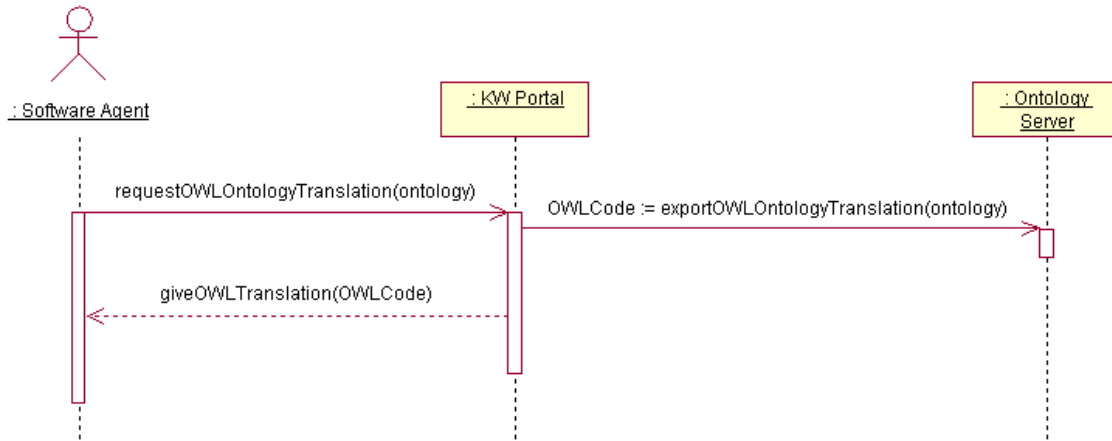 : Software Agent
: KW Portal
: Ontology
Server
requestOWLOntologyTranslation(ontology)
OWLCode := exportOWLOntologyTranslation(ontology)
giveOWLTranslation(OWLCode)